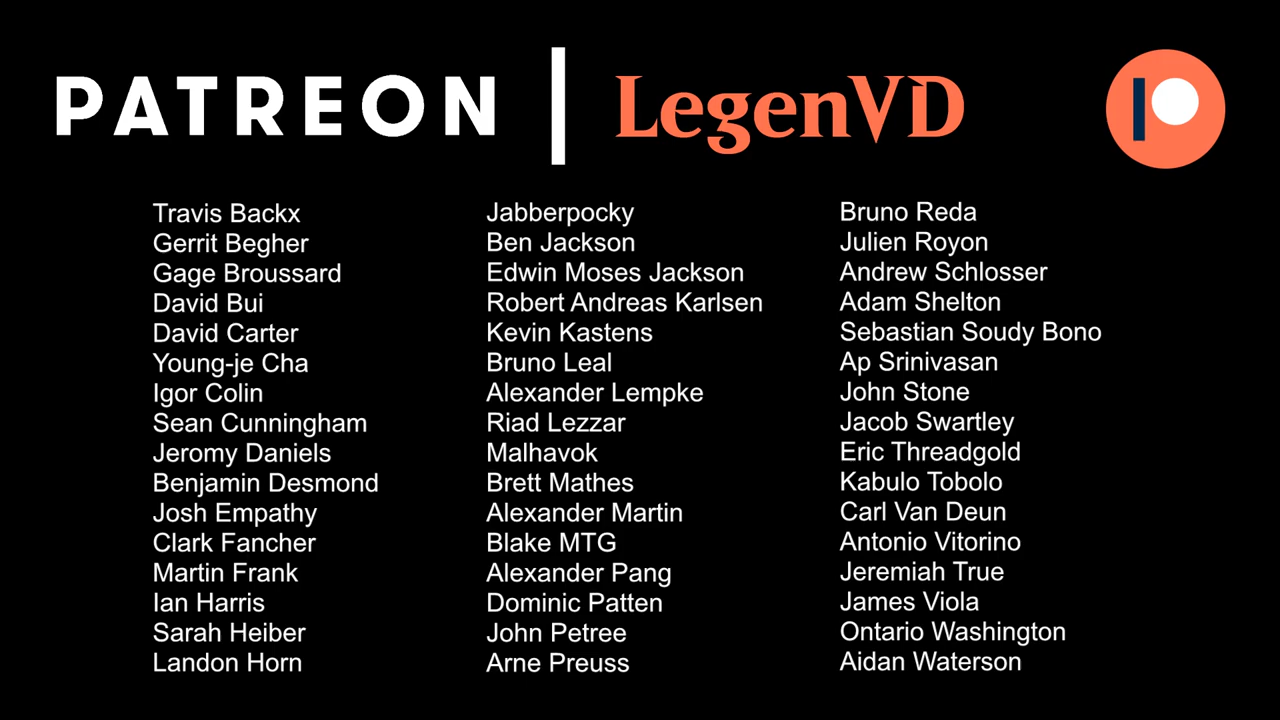 PATREON | LegenVD
Travis Backx
Gerrit Begher
Gage Broussard
David Bui
David Carter
Young-je Cha
Igor Colin
Sean Cunningham
Jeromy Daniels
Benjamin Desmond
Josh Empathy
Clark Fancher
Martin Frank
Ian Harris
Sarah Heiber
Landon Horn
Jabberpocky
Ben Jackson
Edwin Moses Jackson
Robert Andreas Karlsen
Kevin Kastens
Bruno Leal
Alexander Lempke
Riad Lezzar
Malhavok
Brett Mathes
Alexander Martin
Blake MTG
Alexander Pang
Dominic Patten
John Petree
Arne Preuss
Bruno Reda
Julien Royon
Andrew Schlosser
Adam Shelton
Sebastian Soudy Bono
Ap Srinivasan
John Stone
Jacob Swartley
Eric Threadgold
Kabulo Tobolo
Carl Van Deun
Antonio Vitorino
Jeremiah True
James Viola
Ontario Washington
Aidan Waterson